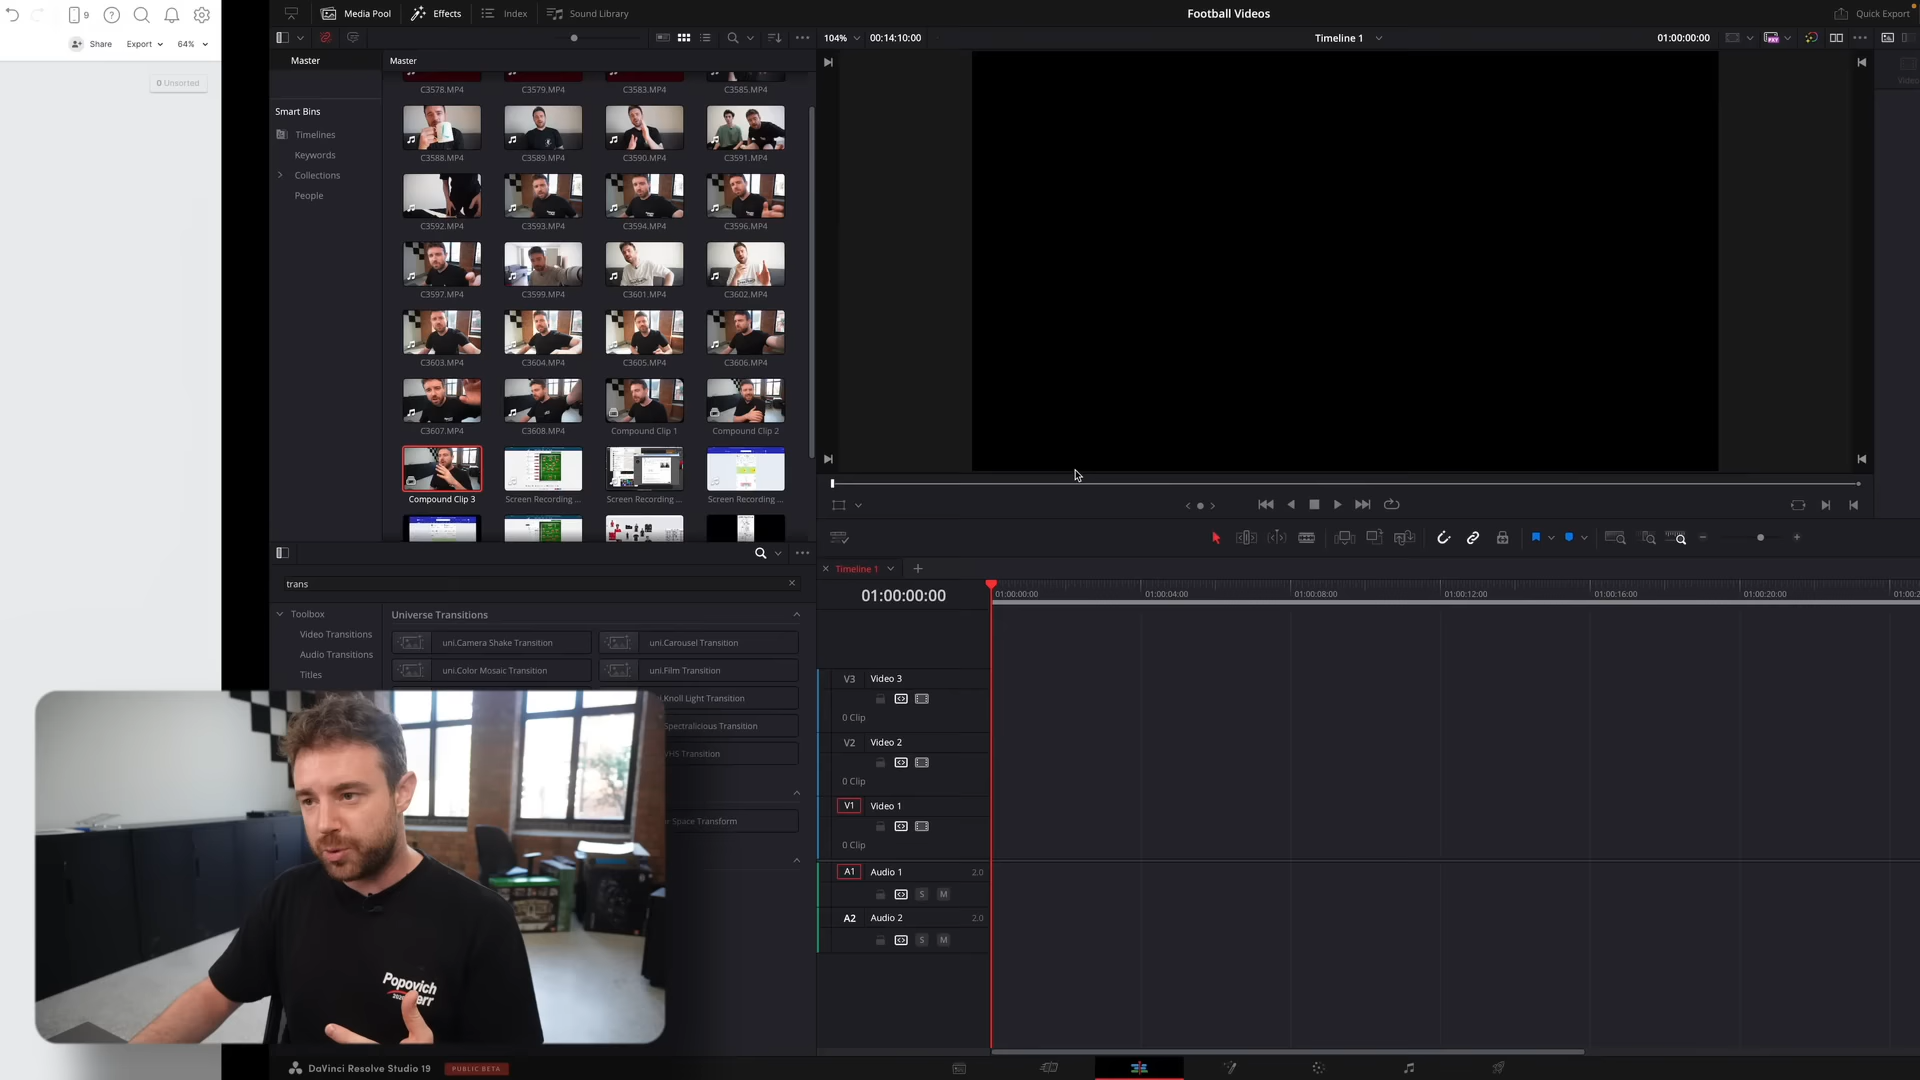 9
Share
Export
64%
0 Unsorted
Media Pool
Effects
Index
Sound Library
Football Videos
Quick Export
104%
00:14:10:00
Timeline 1
01:00:00:00
Master
Master
Video
C3578.MP4
C3579.MP4
C3583.MP4
C3585.MP4
Smart Bins
Timelines
Keywords
Collections
People
C3588.MP4
C3589.MP4
C3590.MP4
C3591.MP4
C3592.MP4
C3593.MP4
C3594.MP4
C3596.MP4
C3597.MP4
C3599.MP4
C3601.MP4
C3602.MP4
C3603.MP4
C3604.MP4
C3605.MP4
C3606.MP4
C3607.MP4
C3608.MP4
Compound Clip 1
Compound Clip 2
Compound Clip 3
Screen Recording ...
Screen Recording ...
Screen Recording ...
trans
Toolbox
Video Transitions
Audio Transitions
Titles
Universe Transitions
uni.Camera Shake Transition
uni.Carousel Transition
uni.Color Mosaic Transition
uni.Film Transition
Knoll Light Transition
Spectralicious Transition
VHS Transition
Space Transform
Timeline 1
01:00:00:00
01:00:00:00
01:00:04:00
01:00:08:00
01:00:12:00
01:00:16:00
01:00:20:00
V3 Video 3
0 Clip
V2 Video 2
0 Clip
V1 Video 1
0 Clip
A1 Audio 1 2.0
S M
A2 Audio 2 2.0
S M
Popovich
2020
err
DaVinci Resolve Studio 19
PUBLIC BETA